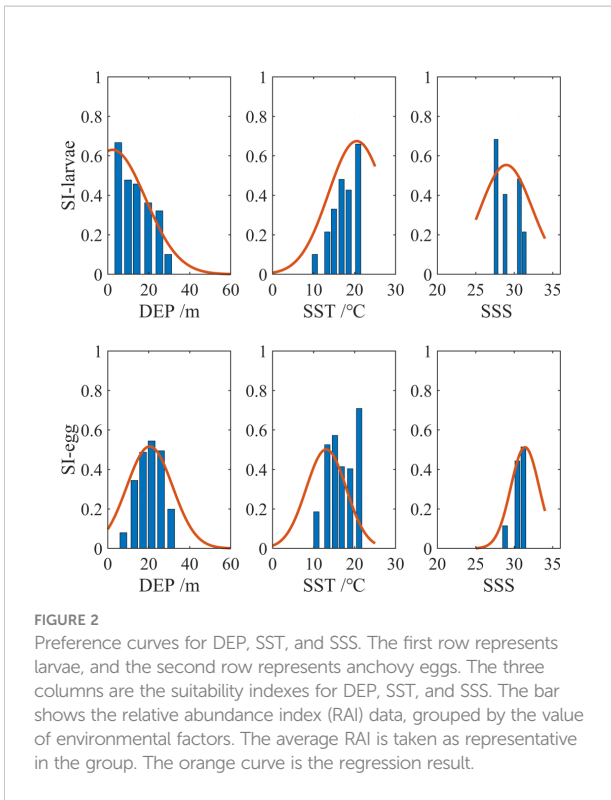 1
0.8
0.6
0.4
0.2
0
SI-larvae
0 20 40 60
DEP /m
1
0.8
0.6
0.4
0.2
0
0 10 20 30
SST /°C
1
0.8
0.6
0.4
0.2
0
20 25 30 35
SSS
1
0.8
0.6
0.4
0.2
0
SI-egg
0 20 40 60
DEP /m
1
0.8
0.6
0.4
0.2
0
0 10 20 30
SST /°C
1
0.8
0.6
0.4
0.2
0
20 25 30 35
SSS
FIGURE 2
Preference curves for DEP, SST, and SSS. The first row represents
larvae, and the second row represents anchovy eggs. The three
columns are the suitability indexes for DEP, SST, and SSS. The bar
shows the relative abundance index (RAI) data, grouped by the value
of environmental factors. The average RAI is taken as representative
in the group. The orange curve is the regression result.